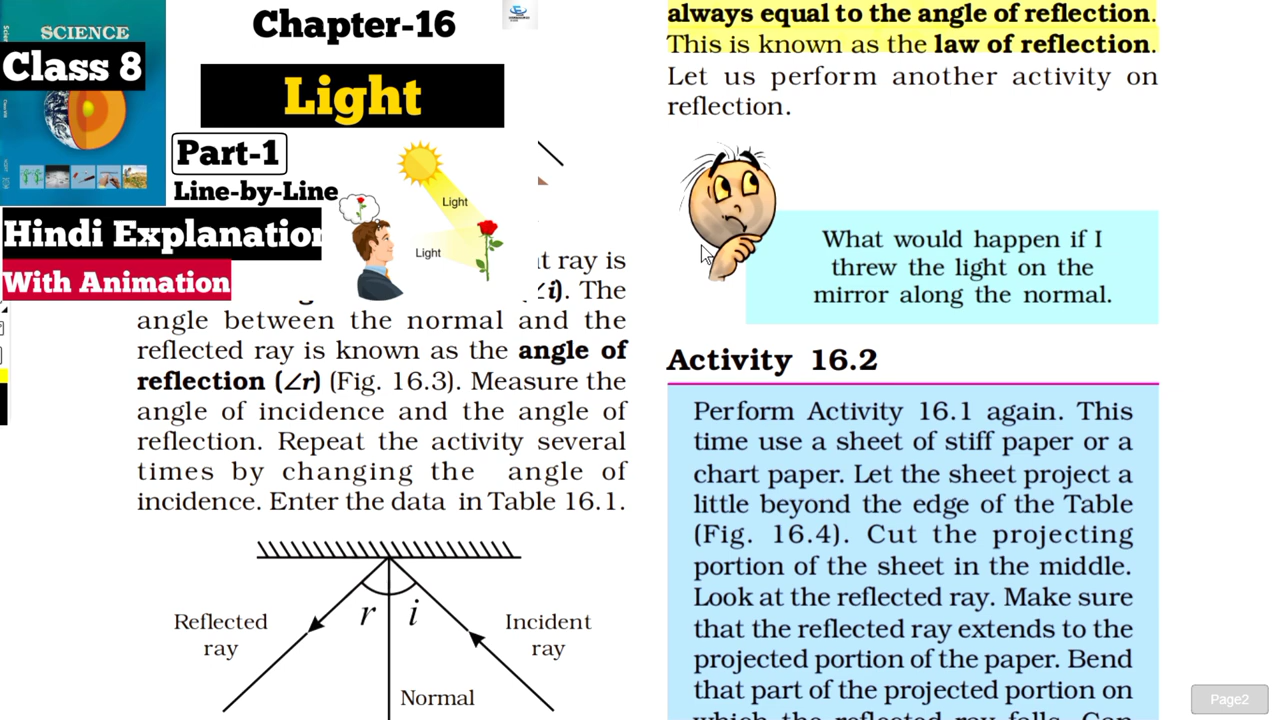 SCIENCE
Class 8
Chapter-16
Light
Part-1
Line-by-Line
Hindi Explanation
With Animation
Light
Light
t ray is
∠i). The
angle between the normal and the
reflected ray is known as the angle of
reflection (∠r) (Fig. 16.3). Measure the
angle of incidence and the angle of
reflection. Repeat the activity several
times by changing the angle of
incidence. Enter the data in Table 16.1.
r i
Reflected
ray
Incident
ray
Normal
always equal to the angle of reflection.
This is known as the law of reflection.
Let us perform another activity on
reflection.
What would happen if I
threw the light on the
mirror along the normal.
Activity 16.2
Perform Activity 16.1 again. This
time use a sheet of stiff paper or a
chart paper. Let the sheet project a
little beyond the edge of the Table
(Fig. 16.4). Cut the projecting
portion of the sheet in the middle.
Look at the reflected ray. Make sure
that the reflected ray extends to the
projected portion of the paper. Bend
that part of the projected portion on
which the reflected ray falls. Can
Page2